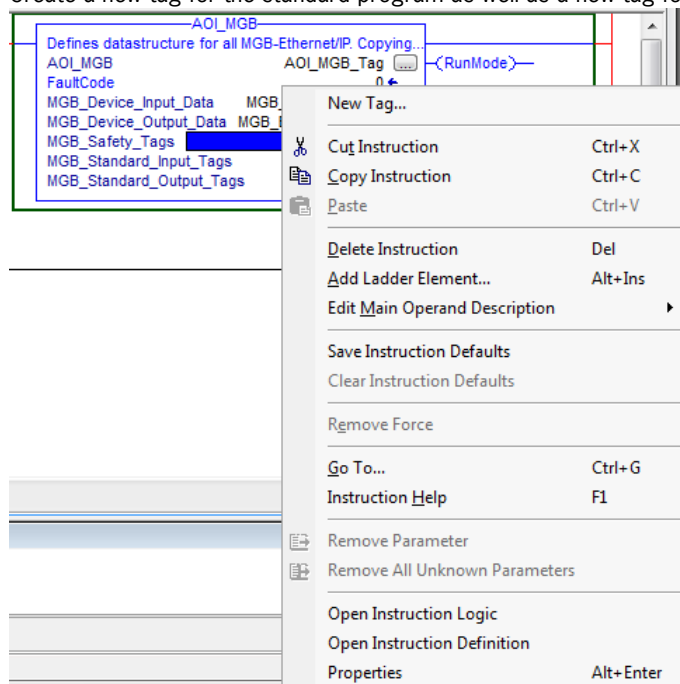 Create a new tag for the standard program as well as a new tag fo
AOI_MGB
Defines datastructure for all MGB-Ethernet/IP. Copying...
AOI_MGB AOI_MGB_Tag ... (RunMode)
FaultCode 0
MGB_Device_Input_Data MGB_
MGB_Device_Output_Data MGB_E
MGB_Safety_Tags
MGB_Standard_Input_Tags
MGB_Standard_Output_Tags
New Tag...
Cut Instruction Ctrl+X
Copy Instruction Ctrl+C
Paste Ctrl+V
Delete Instruction Del
Add Ladder Element... Alt+Ins
Edit Main Operand Description
Save Instruction Defaults
Clear Instruction Defaults
Remove Force
Go To... Ctrl+G
Instruction Help F1
Remove Parameter
Remove All Unknown Parameters
Open Instruction Logic
Open Instruction Definition
Properties Alt+Enter